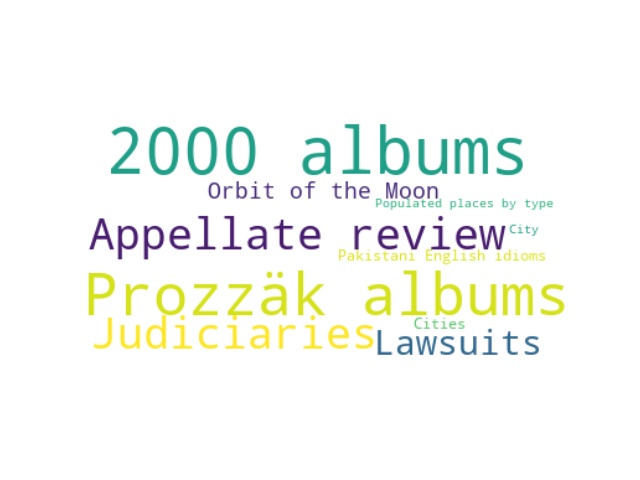 2000 albums
Orbit of the Moon
Populated places by type
Appellate review
City
Pakistani English idioms
Prozzäk albums
Judiciaries
Cities
Lawsuits